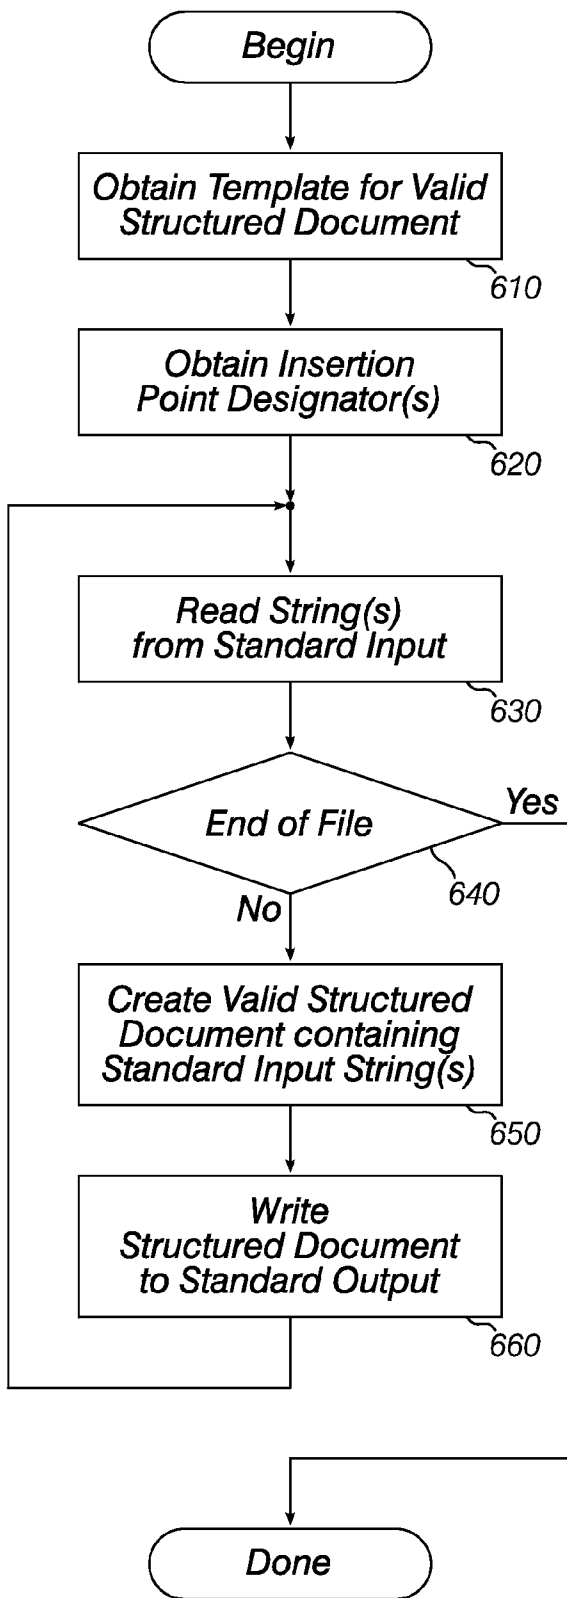 Begin
Obtain Template for Valid
Structured Document
610
Obtain Insertion
Point Designator(s)
620
Read String(s)
from Standard Input
630
End of File
Yes
640
No
Create Valid Structured
Document containing
Standard Input String(s)
650
Write
Structured Document
to Standard Output
660
Done